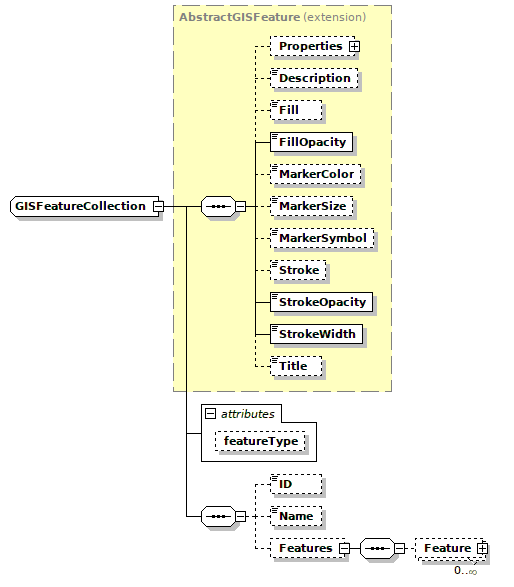 AbstractGISFeature (extension)
Properties
Description
Fill
FillOpacity
MarkerColor
GISFeatureCollection
MarkerSize
MarkerSymbol
Stroke
StrokeOpacity
StrokeWidth
Title
attributes
featureType
ID
Name
Features
Feature
0..∞